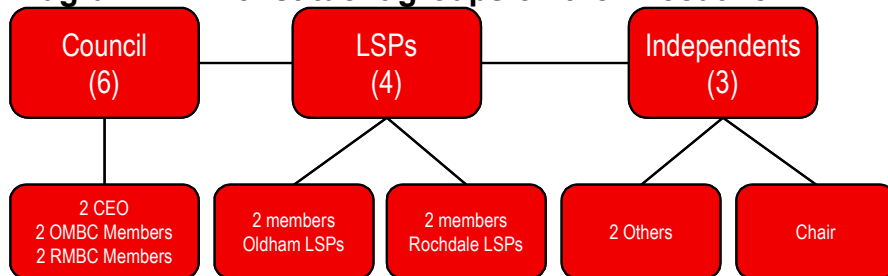 Council
(6)
LSPs
(4)
Independents
(3)
2 CEO
2 OMBC Members
2 RMBC Members
2 members
Oldham LSPs
2 members
Rochdale LSPs
2 Others
Chair